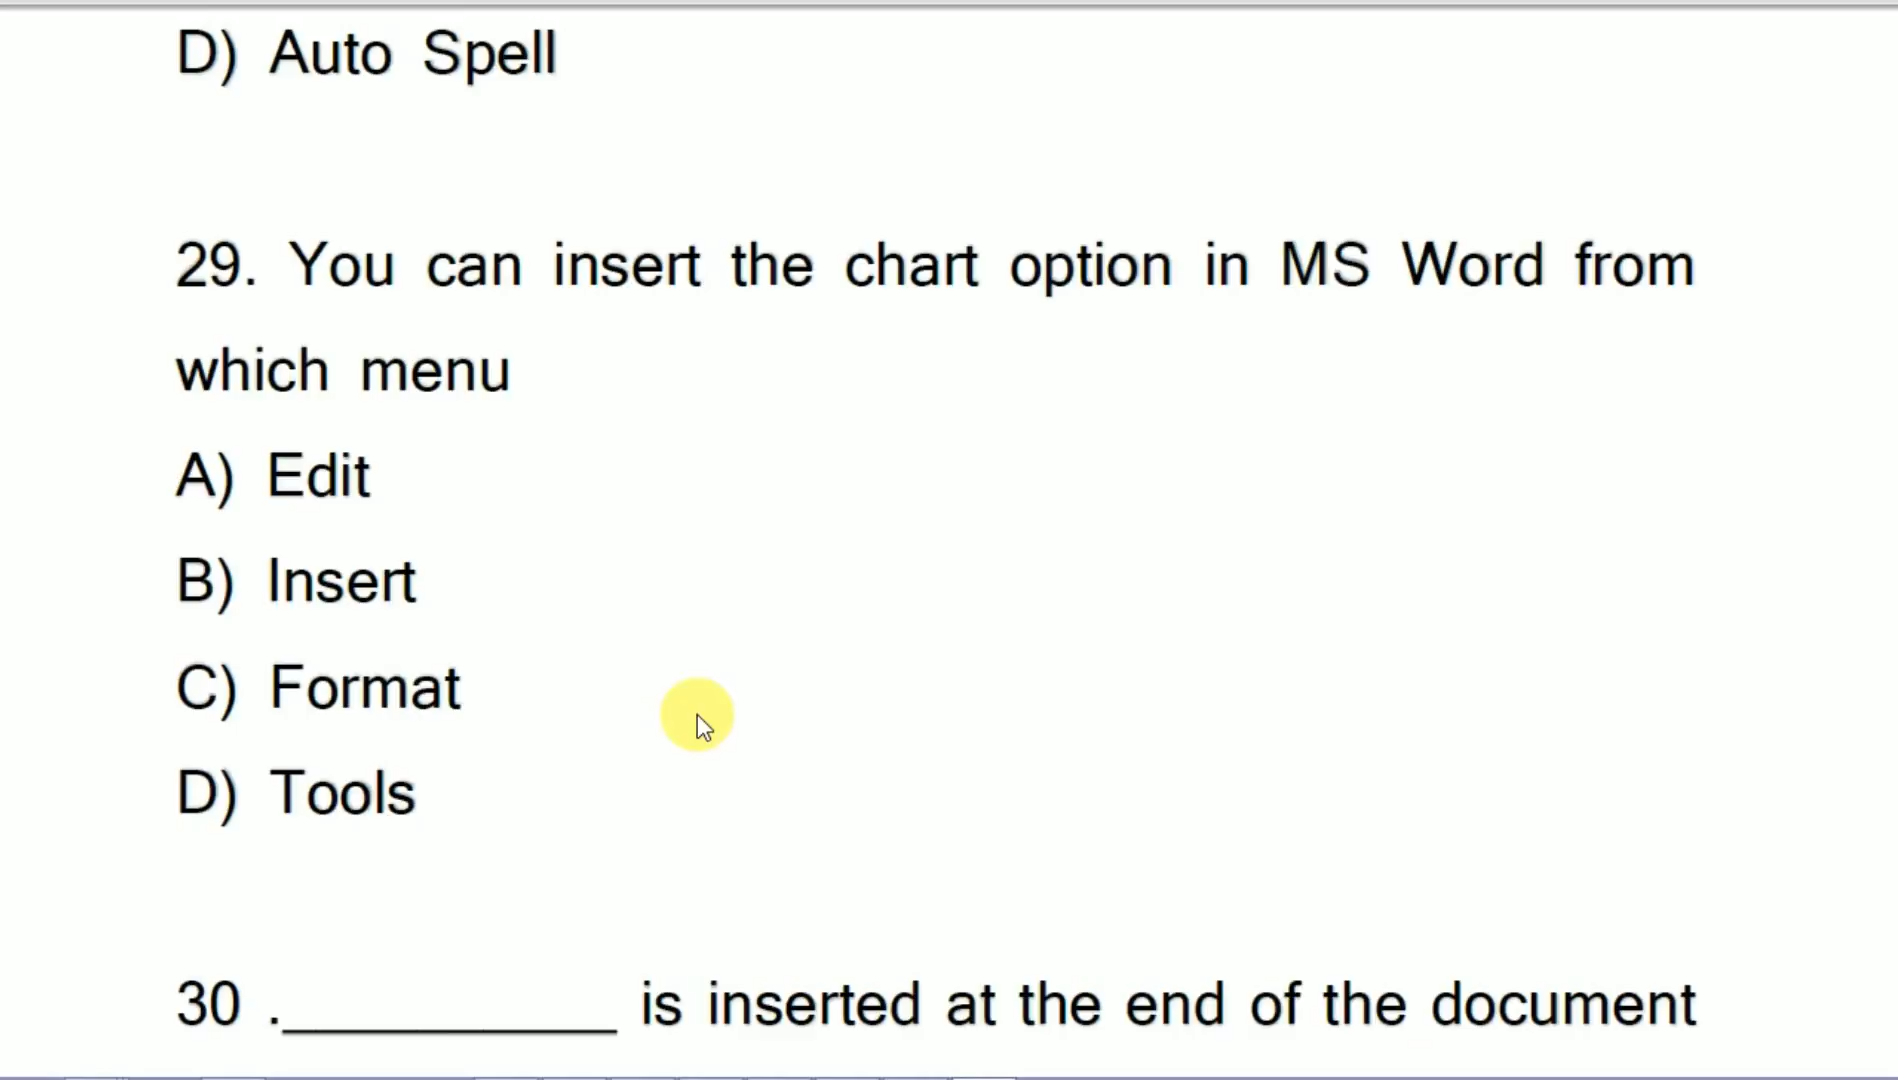 D) Auto Spell
29. You can insert the chart option in MS Word from
which menu
A) Edit
B) Insert
C) Format
D) Tools
30 .__________ is inserted at the end of the document